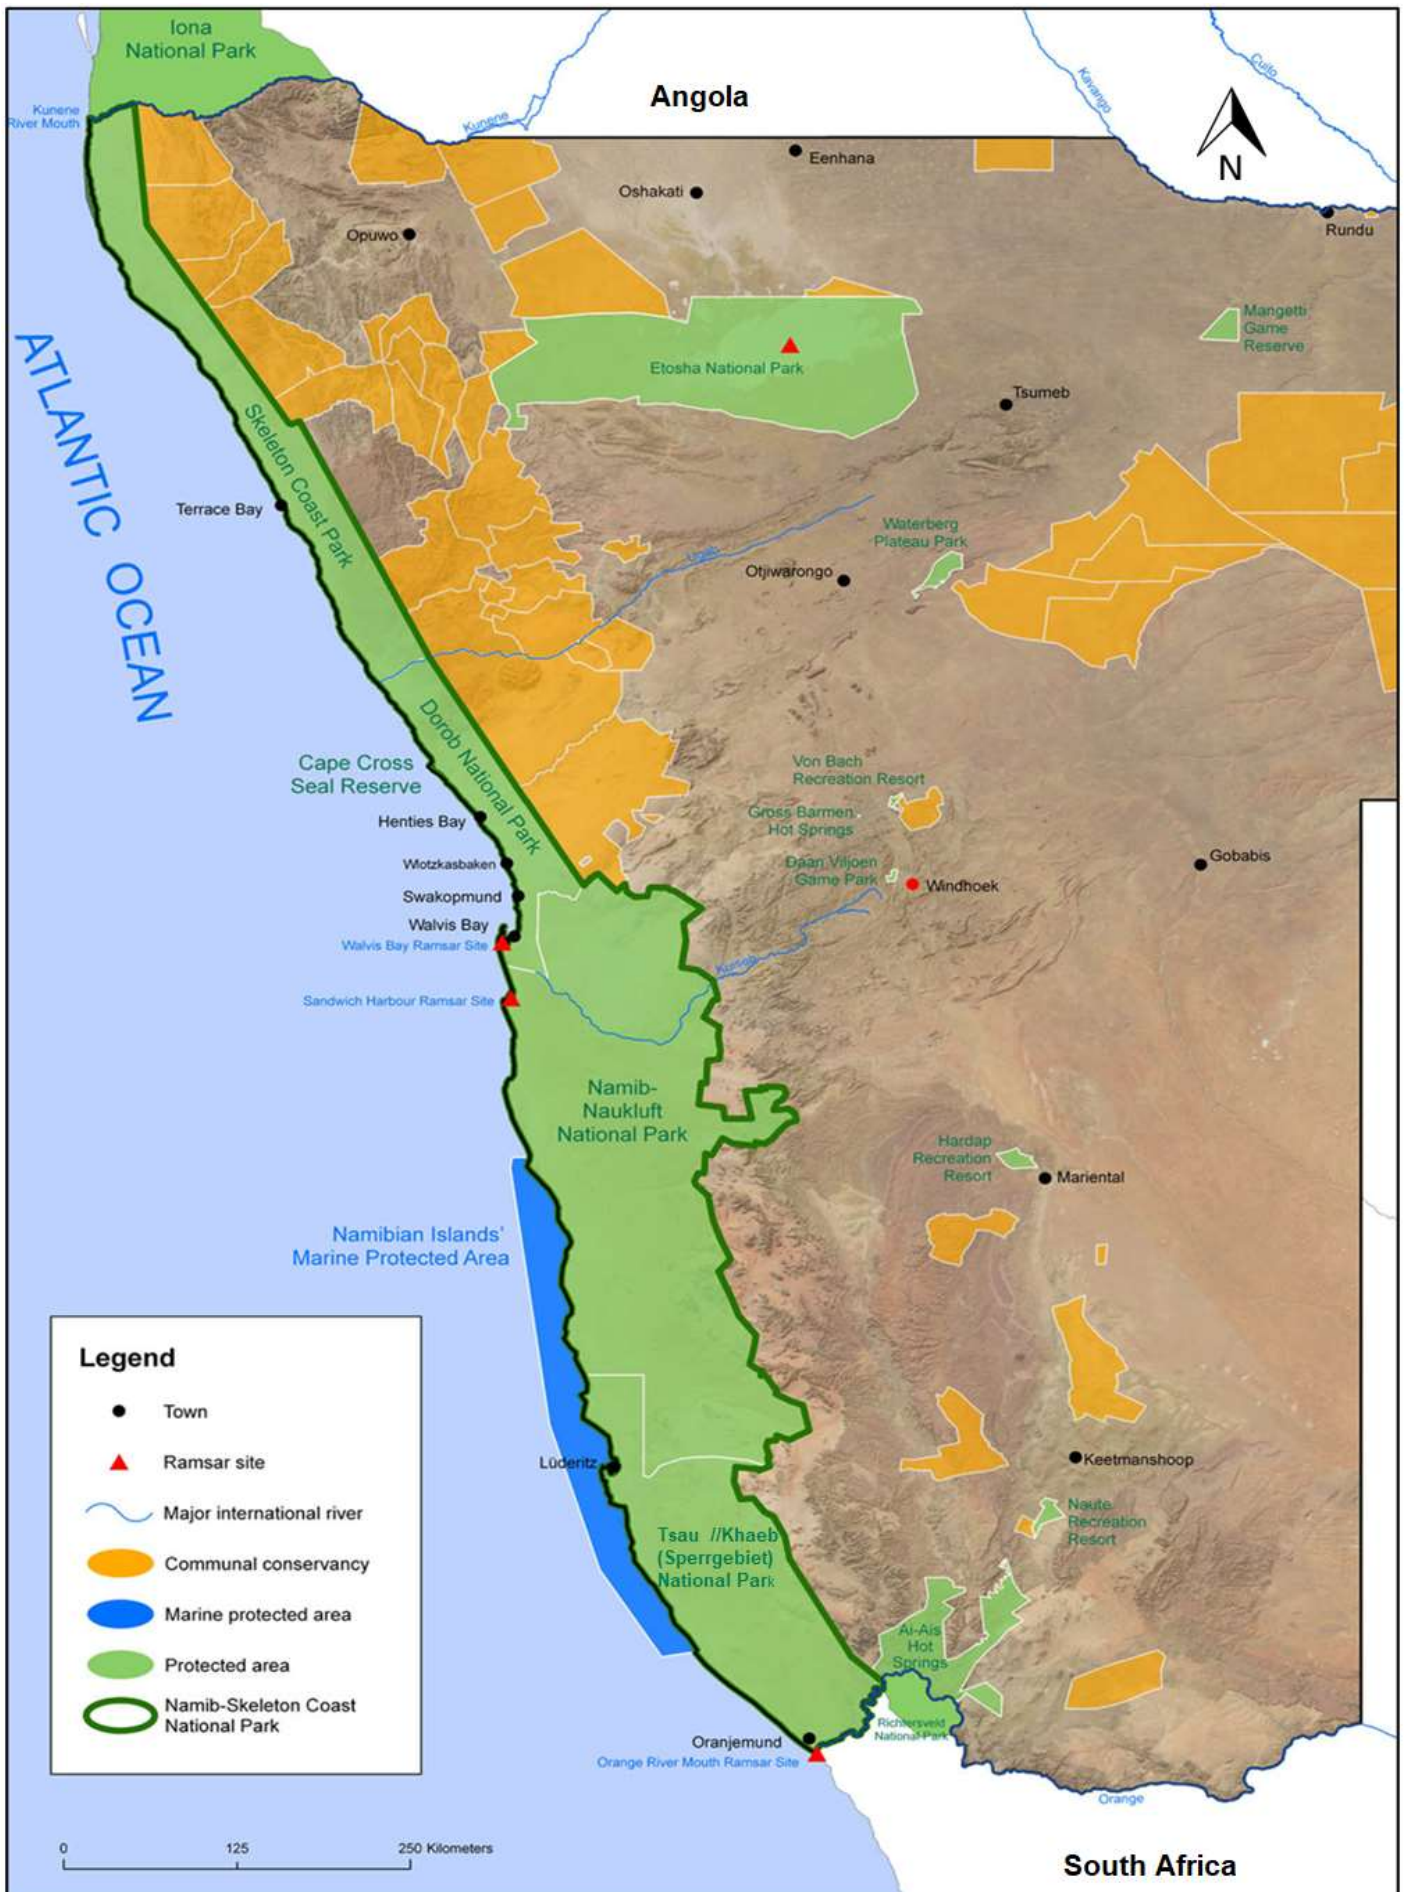 Iona
National Park
Angola
Kunene
River Mouth
Kunene
Kavango
Cuito
N
Eenhana
Oshakati
Opuwo
Rundu
Mangetti
Game
Reserve
Etosha National Park
Tsumeb
ATLANTIC OCEAN
Skeleton Coast Park
Terrace Bay
Ugab
Waterberg
Plateau Park
Otjiwarongo
Dorob National Park
Cape Cross
Seal Reserve
Von Bach
Recreation Resort
Gross Barmen
Hot Springs
Henties Bay
Wlotzkasbaken
Daan Viljoen
Game Park
Windhoek
Gobabis
Swakopmund
Walvis Bay
Walvis Bay Ramsar Site
Kuiseb
Sandwich Harbour Ramsar Site
Namib-
Naukluft
National Park
Hardap
Recreation
Resort
Mariental
Namibian Islands'
Marine Protected Area
Legend
Town
Ramsar site
Major international river
Communal conservancy
Marine protected area
Protected area
Namib-Skeleton Coast
National Park
Lüderitz
Keetmanshoop
Naute
Recreation
Resort
Tsau //Khaeb
(Sperrgebiet)
National Park
Ai-Ais
Hot
Springs
Richtersveld
National Park
Oranjemund
Orange River Mouth Ramsar Site
Orange
0 125 250 Kilometers
South Africa